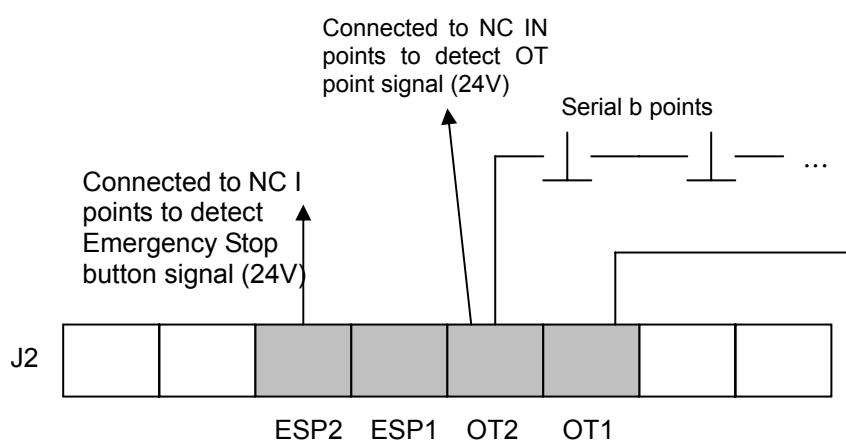 Connected to NC IN
points to detect OT
point signal (24V)
Serial b points
...
Connected to NC I
points to detect
Emergency Stop
button signal (24V)
J2
ESP2 ESP1 OT2 OT1